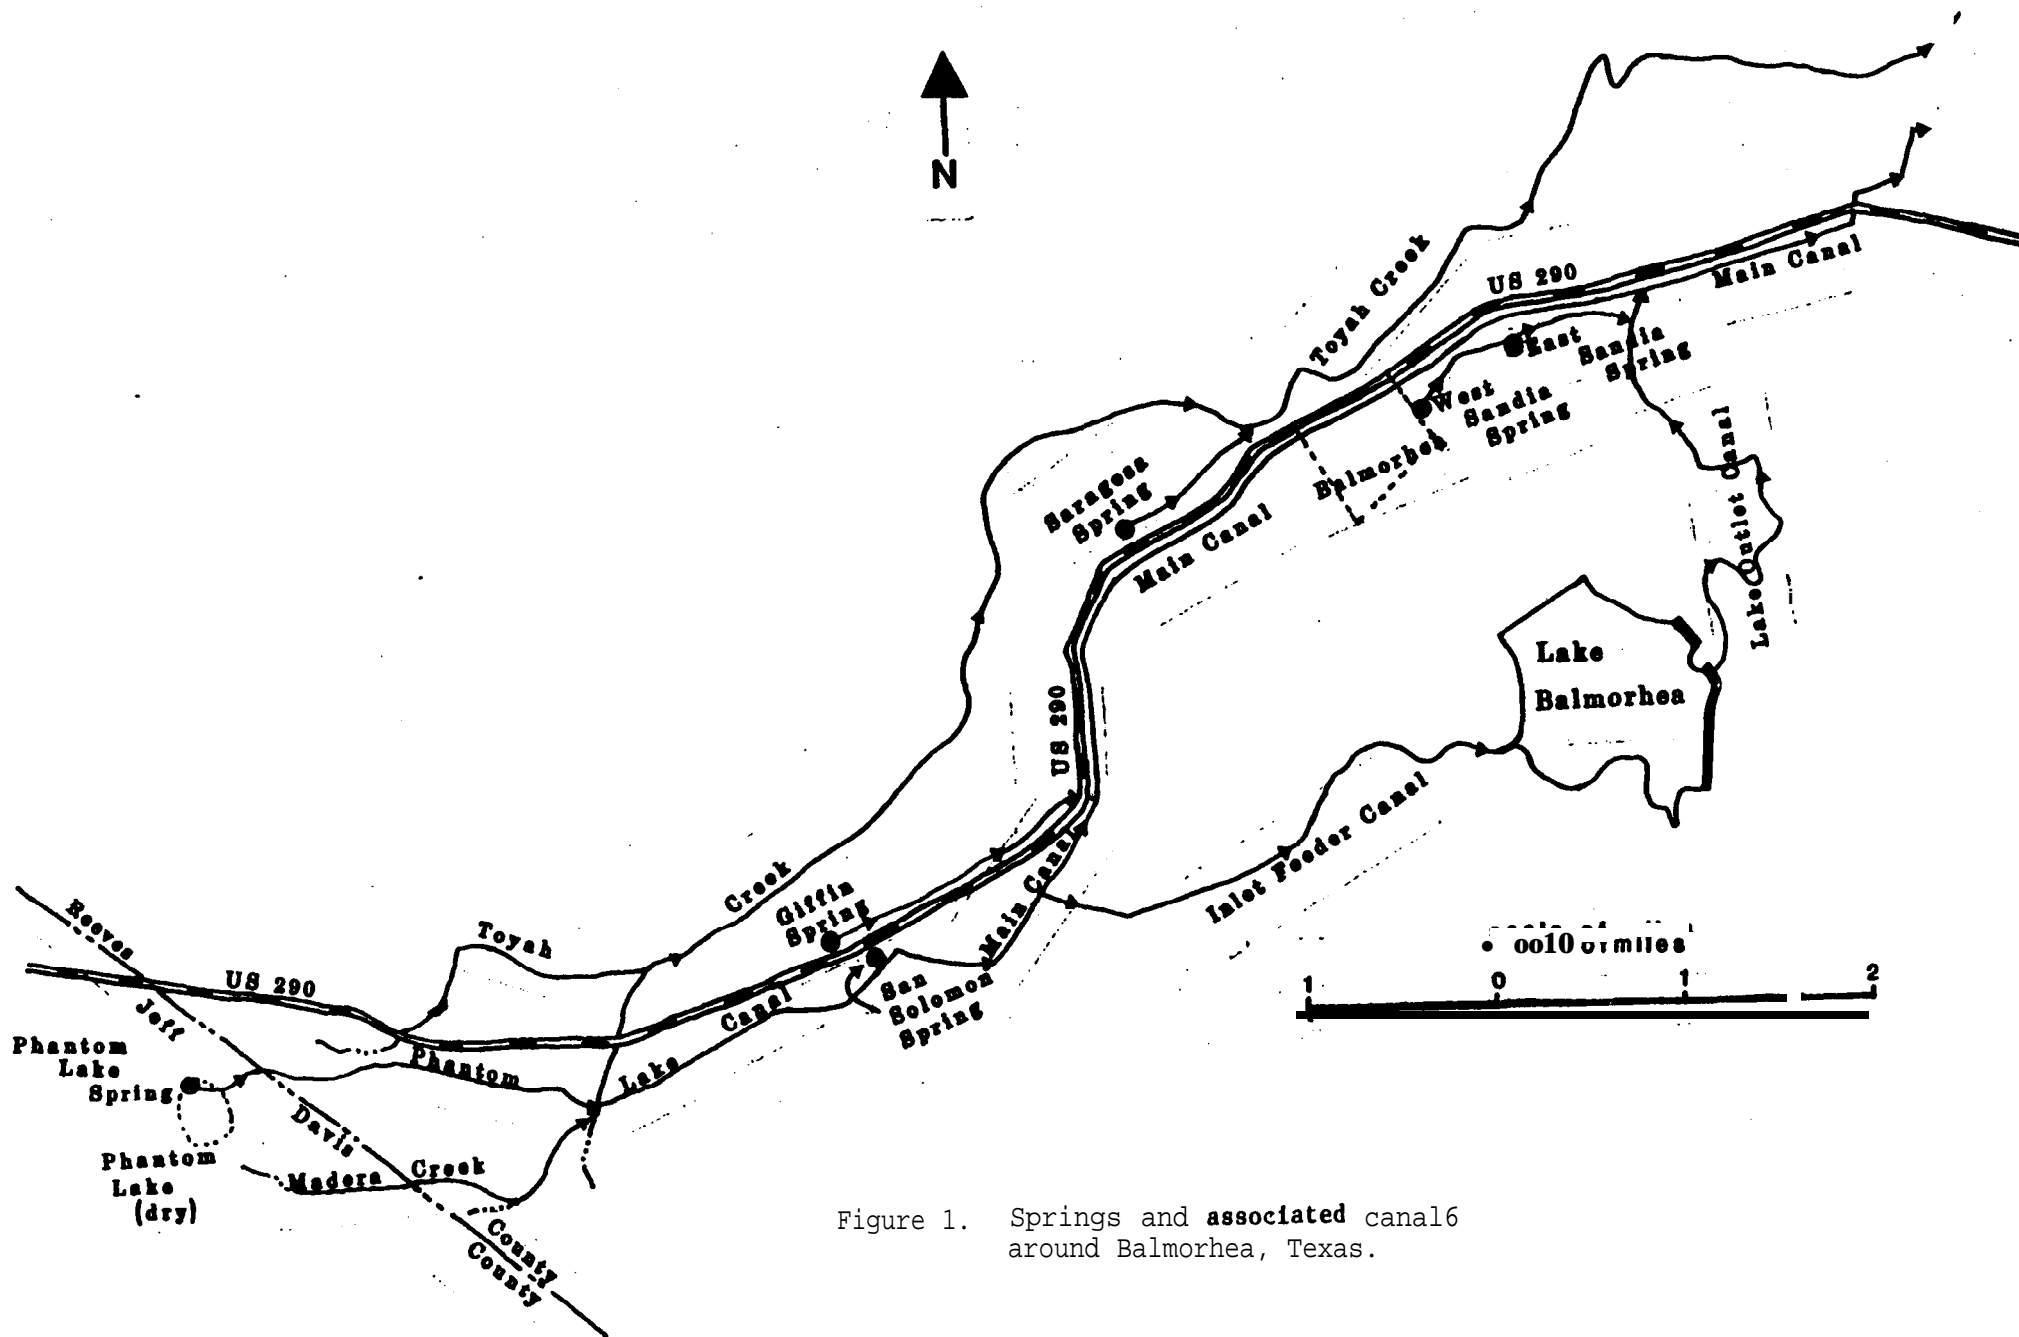 N
Toyah Creek
US 290
Main Canal
East
Sandia
Spring
West
Sandia
Spring
Balmorhea
Saragosa
Spring
Main Canal
Lake Outlet Canal
Lake
Balmorhea
US 290
Inlet Feeder Canal
Main Canal
Giffin
Spring
Creek
Toyah
San
Solomon
Spring
Reeves
US 290
Jeff
Canal
Lake
Phantom
Phantom
Lake
Spring
Davis
Phantom
Lake
(dry)
Madera Creek
County
County
miles
1 0 1 2
Figure 1. Springs and associated canal6
around Balmorhea, Texas.